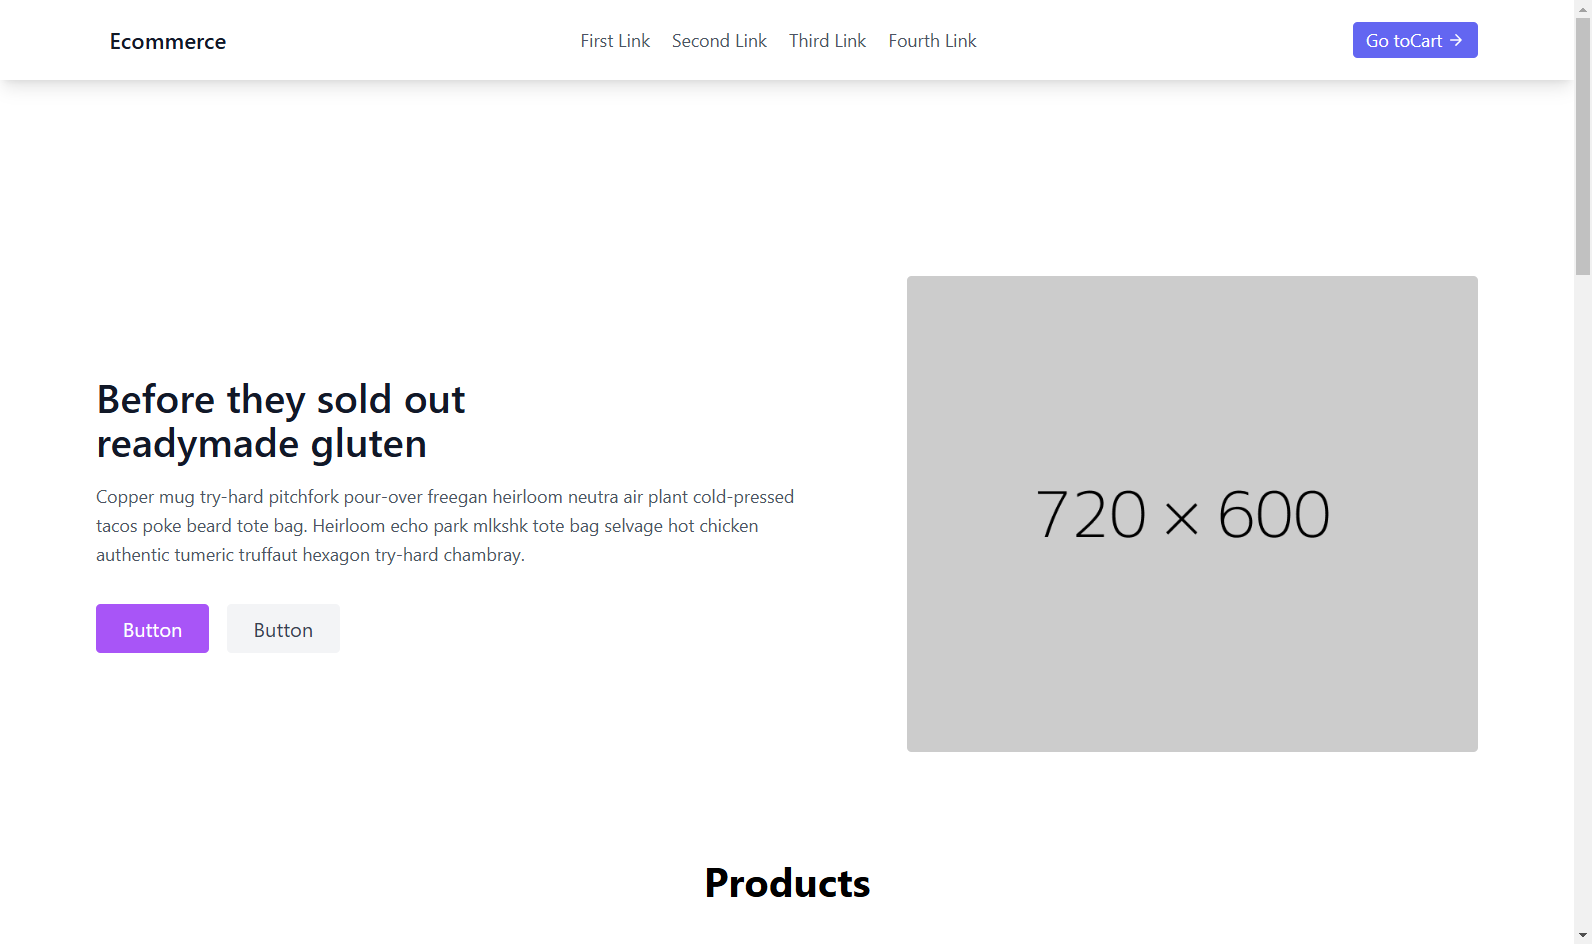 Ecommerce
First Link
Second Link
Third Link
Fourth Link
Go toCart →
Before they sold out
readymade gluten
Copper mug try-hard pitchfork pour-over freegan heirloom neutra air plant cold-pressed
tacos poke beard tote bag. Heirloom echo park mlkshk tote bag selvage hot chicken
authentic tumeric truffaut hexagon try-hard chambray.
Button
Button
720 × 600
Products